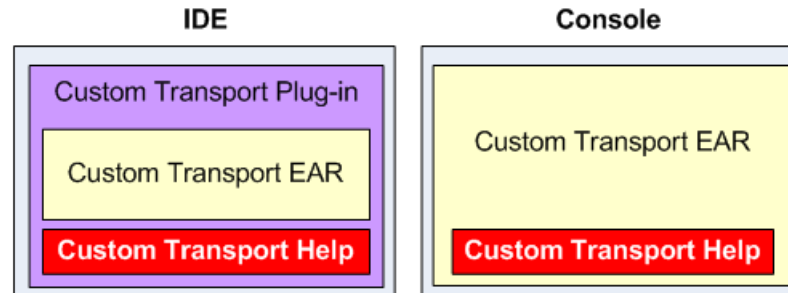 IDE
Custom Transport Plug-in
Custom Transport EAR
Custom Transport Help
Console
Custom Transport EAR
Custom Transport Help